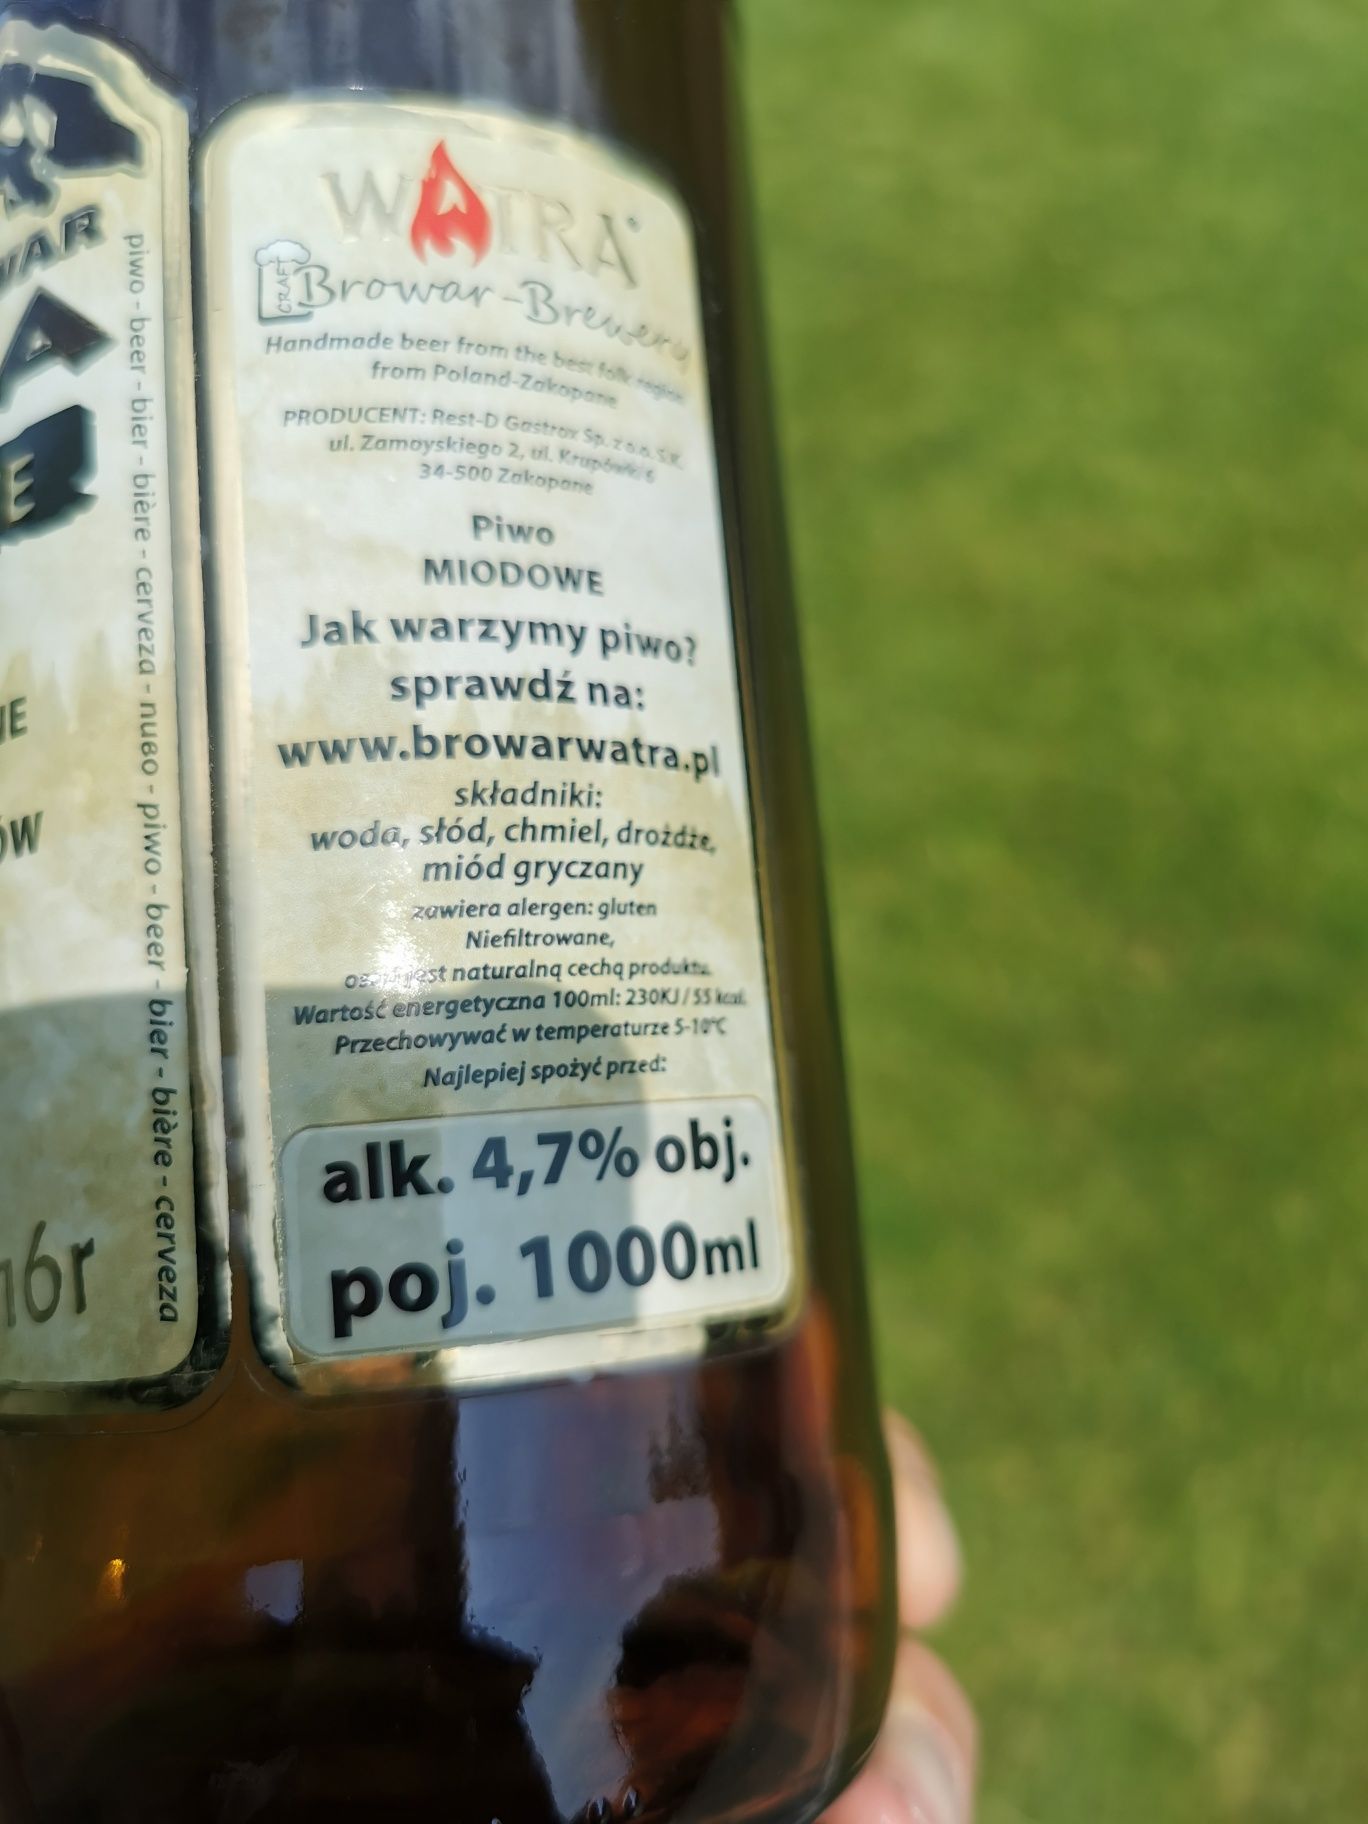 WAR
A
E
NE
ÓW
piwo - beer - bier - bière - cerveza - пиво - piwo - beer - bier - bière - cerveza
WATRA
CRAFT
Browar-Brewery
Handmade beer from the best folk region
from Poland-Zakopane
PRODUCENT: Rest-D Gastrox Sp. z o.o. S.K.
ul. Zamoyskiego 2, ul. Krupówki 6
34-500 Zakopane
Piwo
MIODOWE
Jak warzymy piwo?
sprawdź na:
www.browarwatra.pl
składniki:
woda, słód, chmiel, drożdże,
miód gryczany
zawiera alergen: gluten
Niefiltrowane,
jest naturalną cechą produktu.
Wartość energetyczna 100ml: 230KJ / 55 kcal.
Przechowywać w temperaturze 5-10°C
Najlepiej spożyć przed:
alk. 4,7% obj.
poj. 1000ml